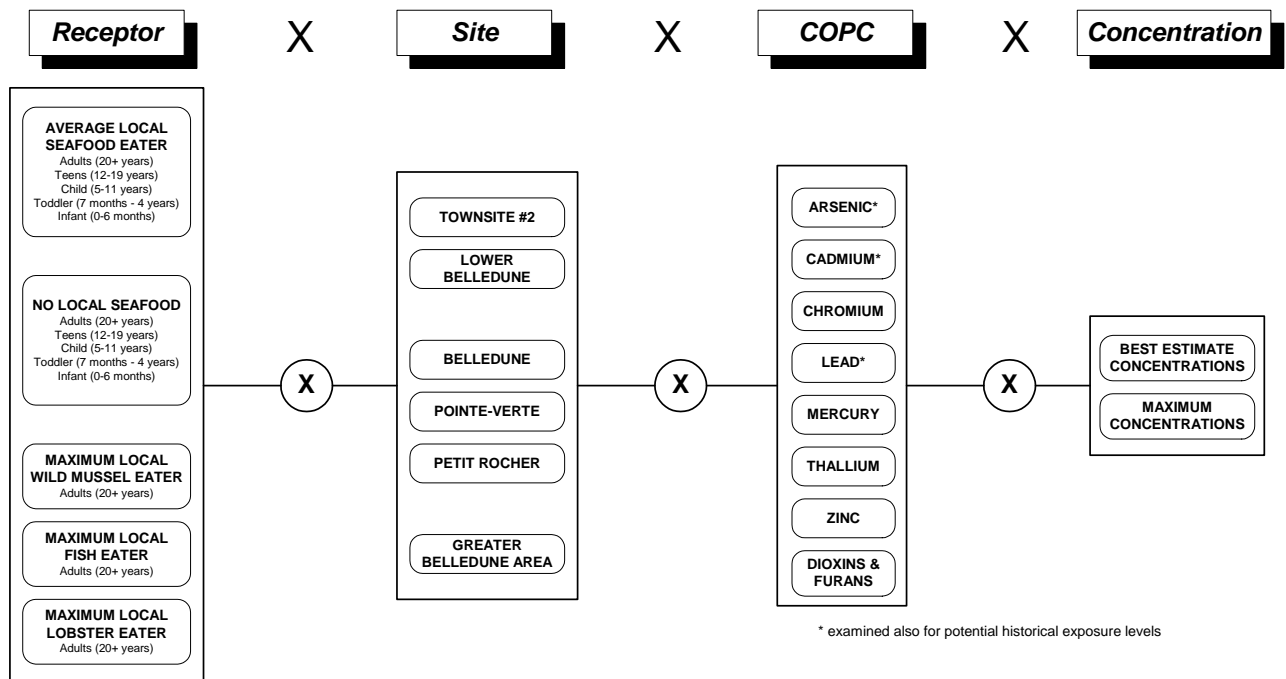 Receptor X Site X COPC X Concentration
AVERAGE LOCAL
SEAFOOD EATER
Adults (20+ years)
Teens (12-19 years)
Child (5-11 years)
Toddler (7 months - 4 years)
Infant (0-6 months)
NO LOCAL SEAFOOD
Adults (20+ years)
Teens (12-19 years)
Child (5-11 years)
Toddler (7 months - 4 years)
Infant (0-6 months)
MAXIMUM LOCAL
WILD MUSSEL EATER
Adults (20+ years)
MAXIMUM LOCAL
FISH EATER
Adults (20+ years)
MAXIMUM LOCAL
LOBSTER EATER
Adults (20+ years)
X
TOWNSITE #2
LOWER
BELLEDUNE
BELLEDUNE
POINTE-VERTE
PETIT ROCHER
GREATER
BELLEDUNE AREA
X
ARSENIC*
CADMIUM*
CHROMIUM
LEAD*
MERCURY
THALLIUM
ZINC
DIOXINS &
FURANS
X
BEST ESTIMATE
CONCENTRATIONS
MAXIMUM
CONCENTRATIONS
* examined also for potential historical exposure levels